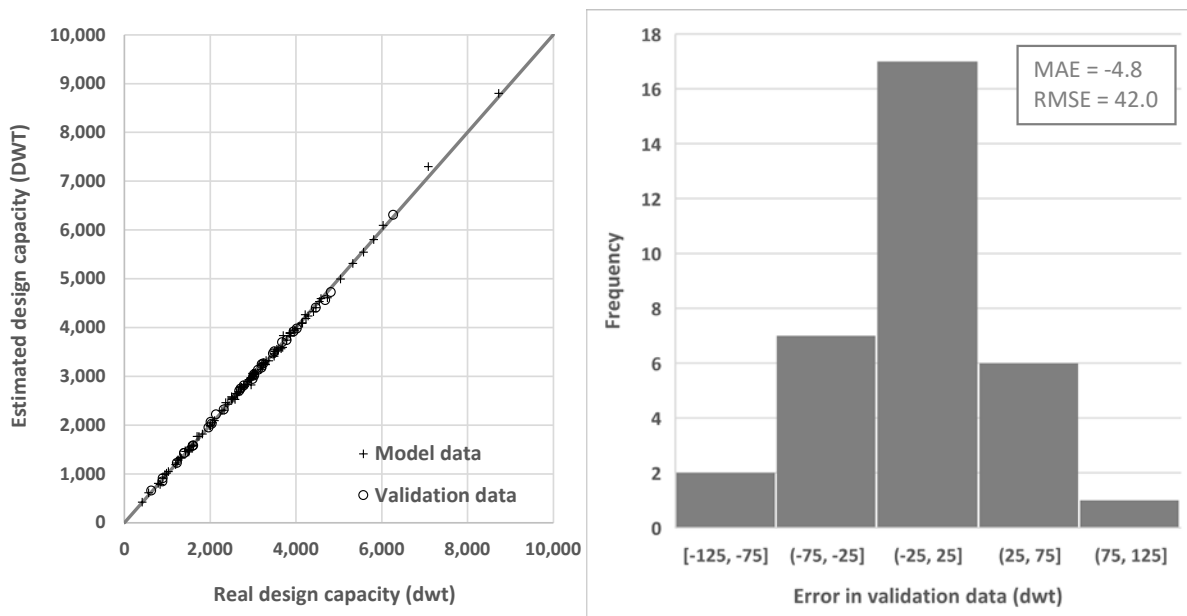 Estimated design capacity (DWT)
10,000
9,000
8,000
7,000
6,000
5,000
4,000
3,000
2,000
1,000
0
Model data
Validation data
0 2,000 4,000 6,000 8,000 10,000
Real design capacity (dwt)
Frequency
18
16
14
12
10
8
6
4
2
0
MAE = -4.8
RMSE = 42.0
[-125, -75] (-75, -25] (-25, 25] (25, 75] (75, 125]
Error in validation data (dwt)